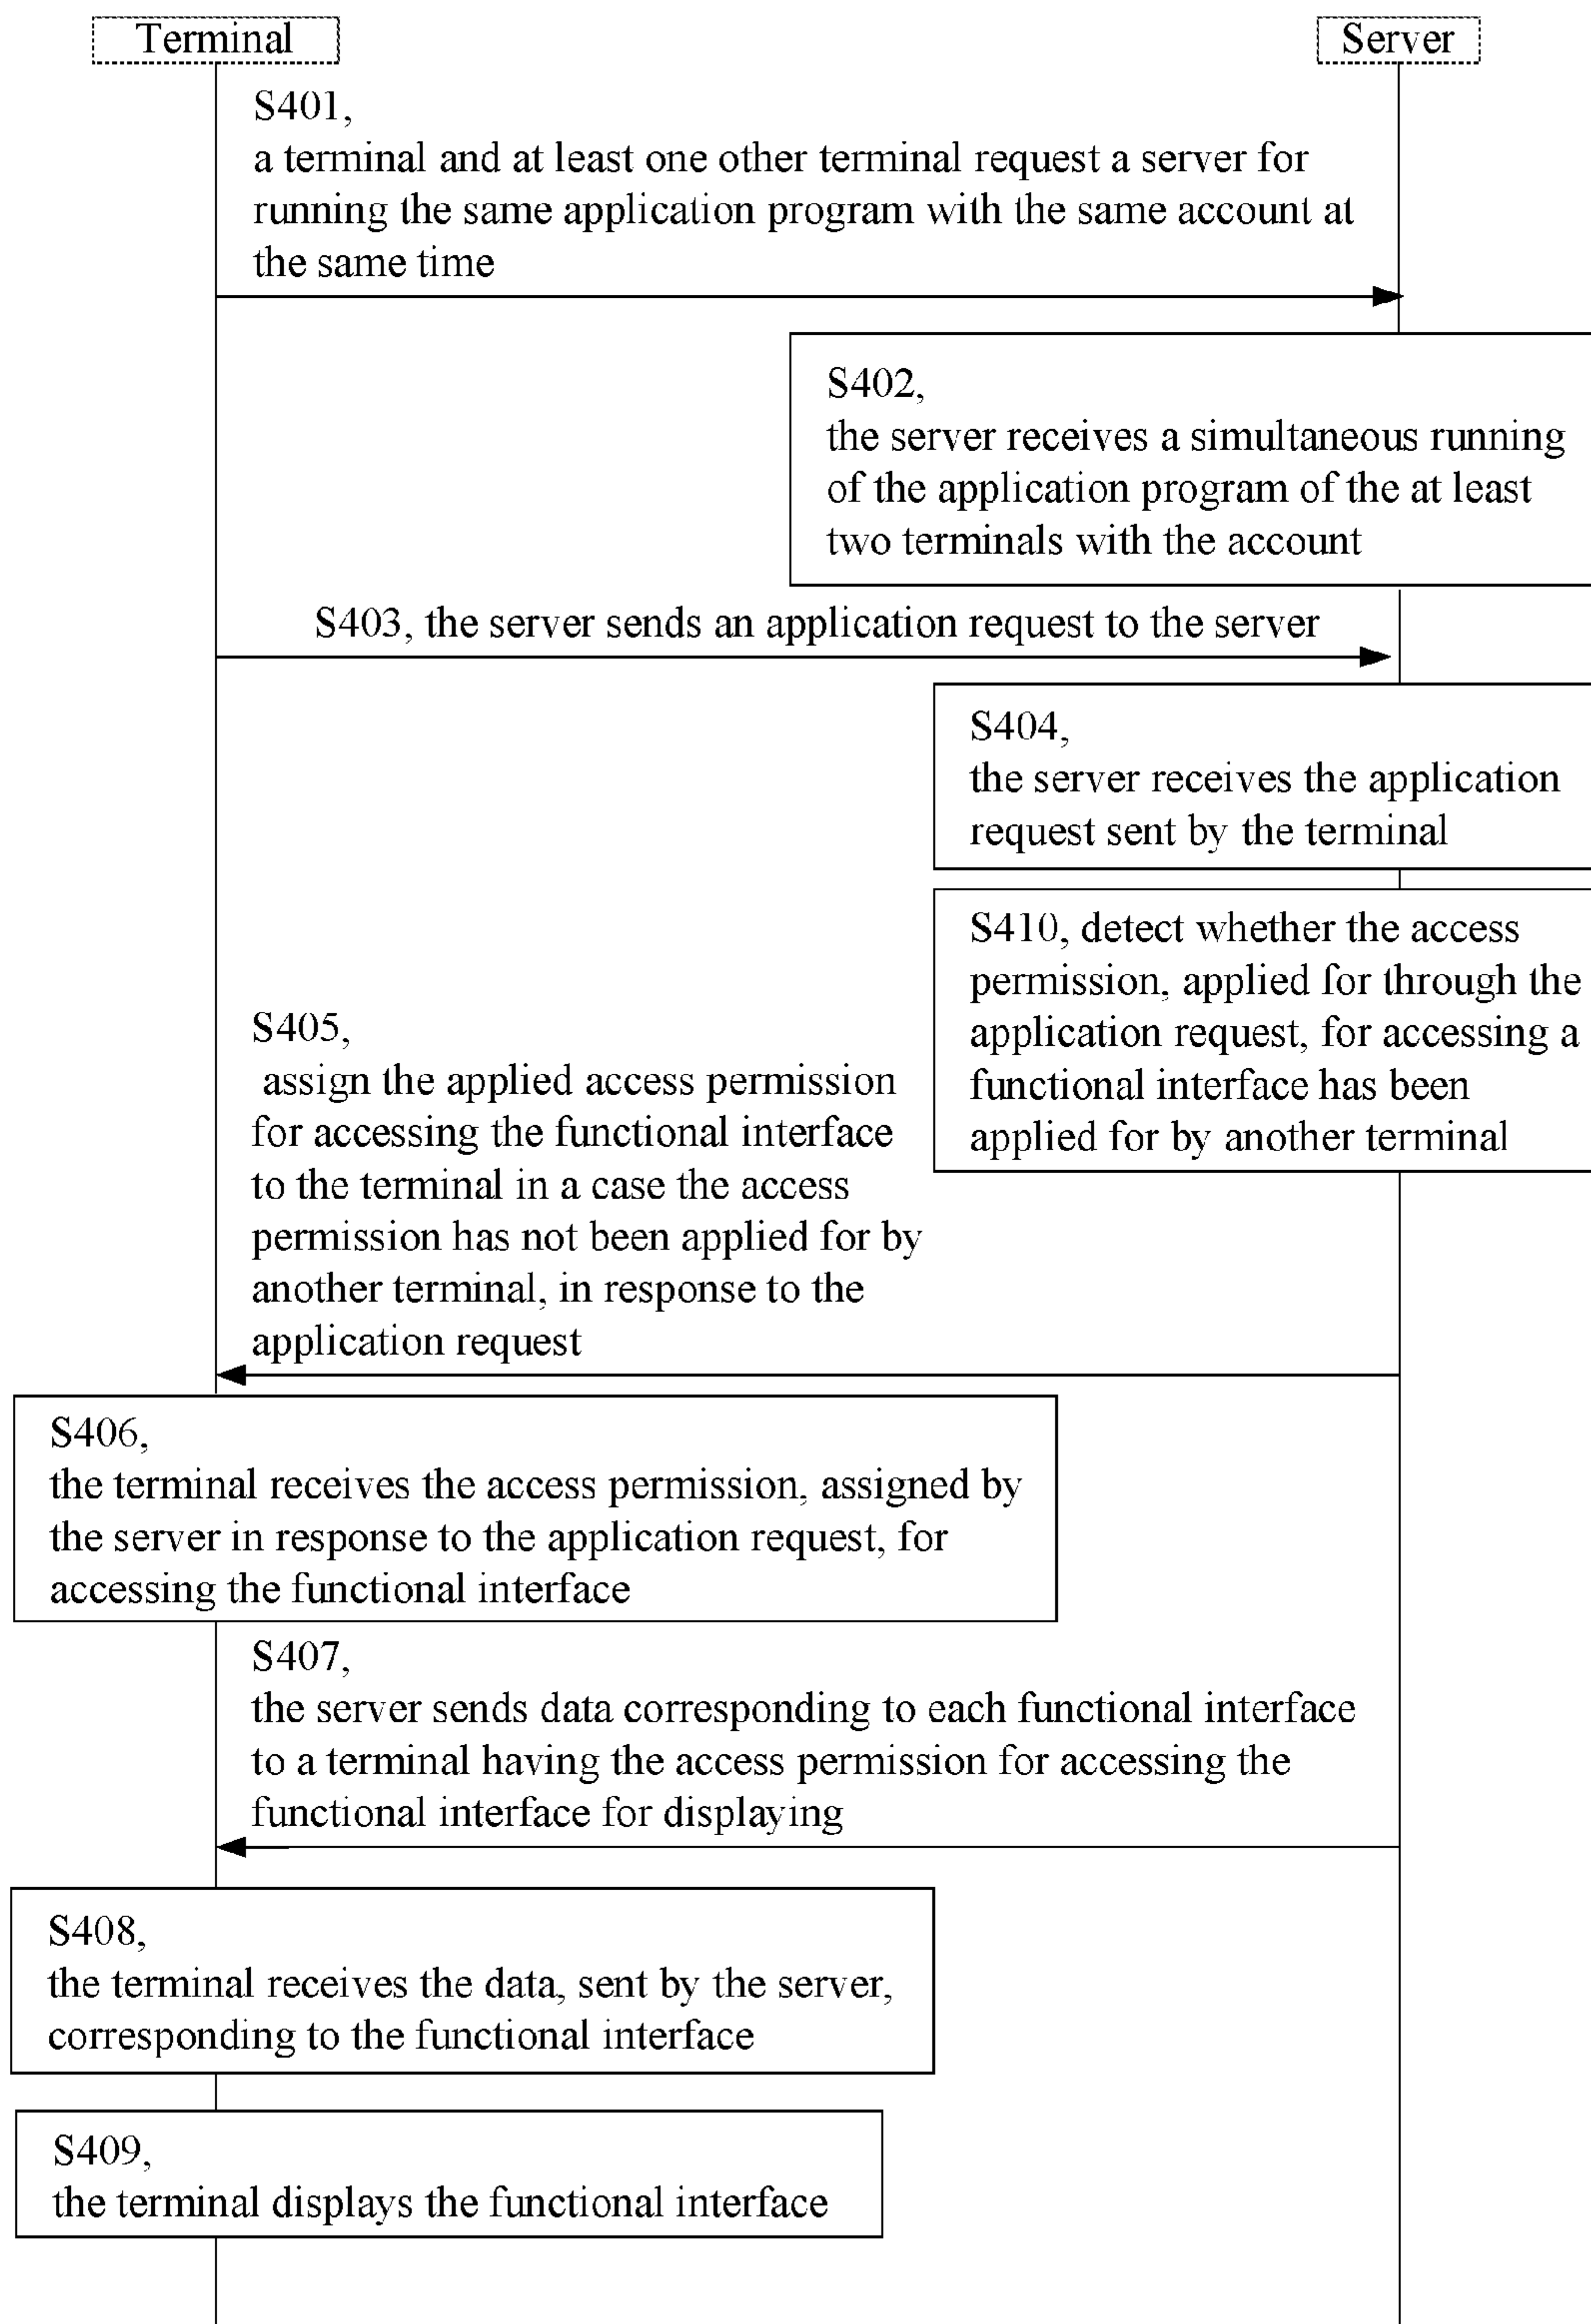 Terminal
Server
S401,
a terminal and at least one other terminal request a server for
running the same application program with the same account at
the same time
S402,
the server receives a simultaneous running
of the application program of the at least
two terminals with the account
S403, the server sends an application request to the server
S404,
the server receives the application
request sent by the terminal
S410, detect whether the access
permission, applied for through the
application request, for accessing a
functional interface has been
applied for by another terminal
S405,
assign the applied access permission
for accessing the functional interface
to the terminal in a case the access
permission has not been applied for by
another terminal, in response to the
application request
S406,
the terminal receives the access permission, assigned by
the server in response to the application request, for
accessing the functional interface
S407,
the server sends data corresponding to each functional interface
to a terminal having the access permission for accessing the
functional interface for displaying
S408,
the terminal receives the data, sent by the server,
corresponding to the functional interface
S409,
the terminal displays the functional interface